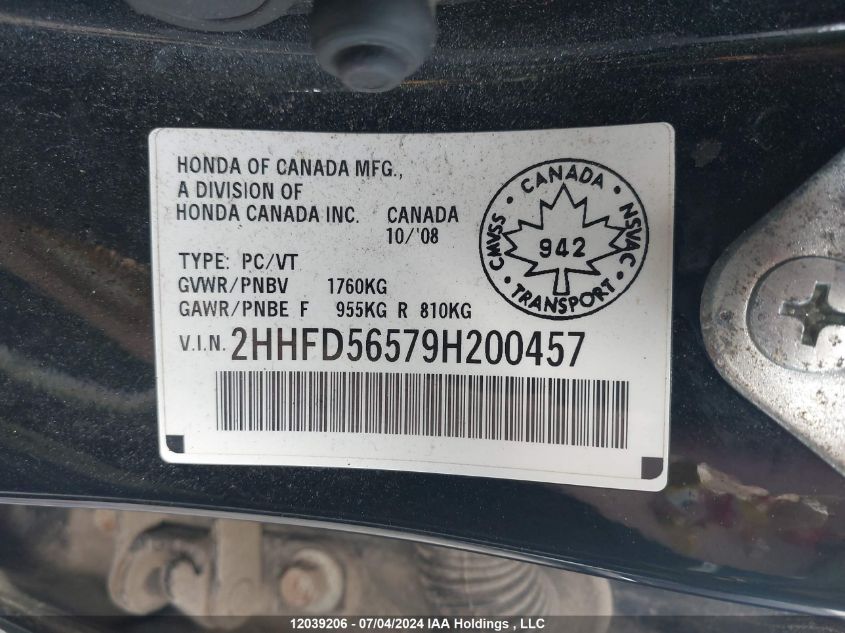 HONDA OF CANADA MFG.,
A DIVISION OF
HONDA CANADA INC. CANADA
10/'08
TYPE: PC/VT
GVWR/PNBV 1760KG
GAWR/PNBE F 955KG R 810KG
V.I.N. 2HHFD56579H200457
CANADA
CMVSS • NSVAC
942
TRANSPORT
12039206 - 07/04/2024 IAA Holdings , LLC